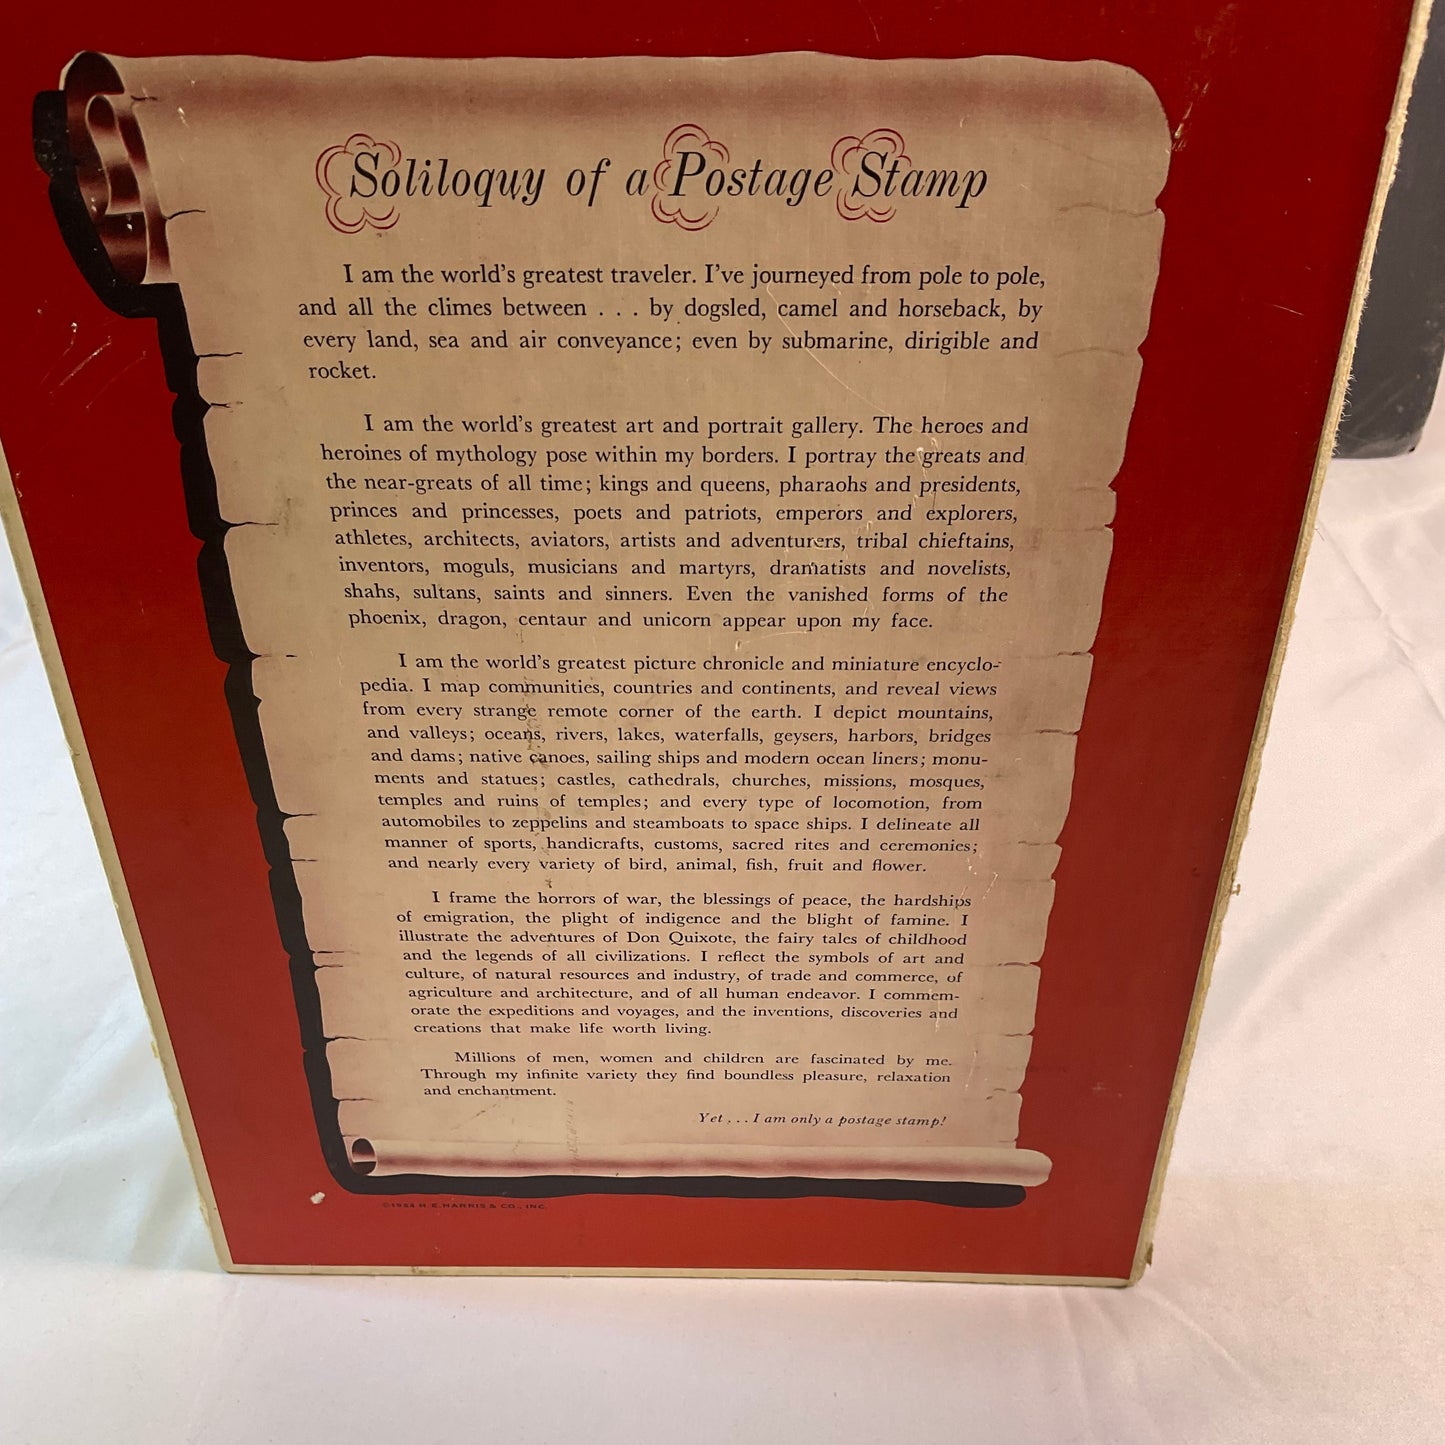 Soliloquy of a Postage Stamp
I am the world's greatest traveler. I've journeyed from pole to pole,
and all the climes between . . . by dogsled, camel and horseback, by
every land, sea and air conveyance; even by submarine, dirigible and
rocket.
I am the world's greatest art and portrait gallery. The heroes and
heroines of mythology pose within my borders. I portray the greats and
the near-greats of all time; kings and queens, pharaohs and presidents,
princes and princesses, poets and patriots, emperors and explorers,
athletes, architects, aviators, artists and adventurers, tribal chieftains,
inventors, moguls, musicians and martyrs, dramatists and novelists,
shahs, sultans, saints and sinners. Even the vanished forms of the
phoenix, dragon, centaur and unicorn appear upon my face.
I am the world's greatest picture chronicle and miniature encyclo-
pedia. I map communities, countries and continents, and reveal views
from every strange remote corner of the earth. I depict mountains,
and valleys; oceans, rivers, lakes, waterfalls, geysers, harbors, bridges
and dams; native canoes, sailing ships and modern ocean liners; monu-
ments and statues; castles, cathedrals, churches, missions, mosques,
temples and ruins of temples; and every type of locomotion, from
automobiles to zeppelins and steamboats to space ships. I delineate all
manner of sports, handicrafts, customs, sacred rites and ceremonies;
and nearly every variety of bird, animal, fish, fruit and flower.
I frame the horrors of war, the blessings of peace, the hardships
of emigration, the plight of indigence and the blight of famine. I
illustrate the adventures of Don Quixote, the fairy tales of childhood
and the legends of all civilizations. I reflect the symbols of art and
culture, of natural resources and industry, of trade and commerce, of
agriculture and architecture, and of all human endeavor. I commem-
orate the expeditions and voyages, and the inventions, discoveries and
creations that make life worth living.
Millions of men, women and children are fascinated by me.
Through my infinite variety they find boundless pleasure, relaxation
and enchantment.
Yet . . . I am only a postage stamp!
H. E. HARRIS & CO., INC.